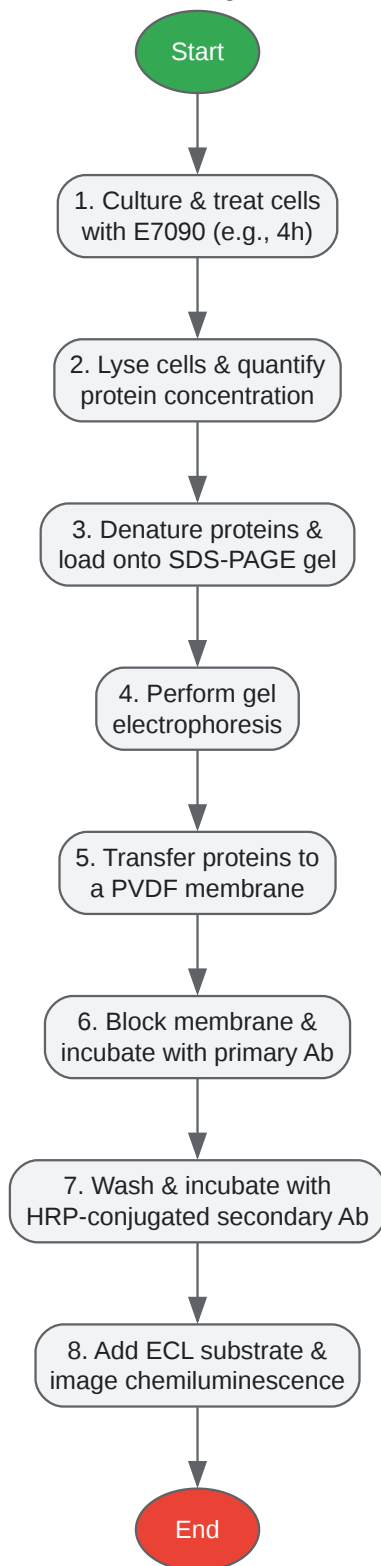 Start
1. Culture & treat cells
with E7090 (e.g., 4h)
2. Lyse cells & quantify
protein concentration
3. Denature proteins &
load onto SDS-PAGE gel
4. Perform gel
electrophoresis
5. Transfer proteins to
a PVDF membrane
6. Block membrane &
incubate with primary Ab
7. Wash & incubate with
HRP-conjugated secondary Ab
8. Add ECL substrate &
image chemiluminescence
End